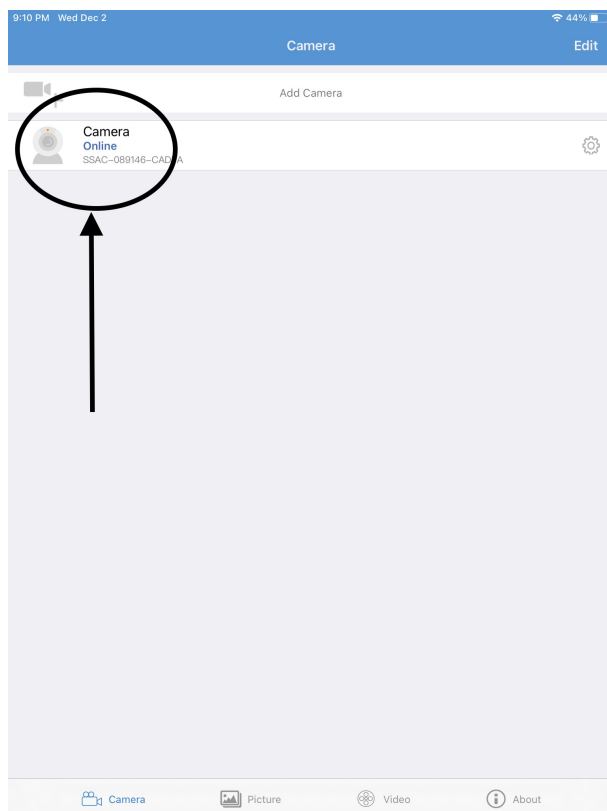 9:10 PM Wed Dec 2 44%
Camera Edit
Add Camera
Camera
Online
Camera Picture Video About